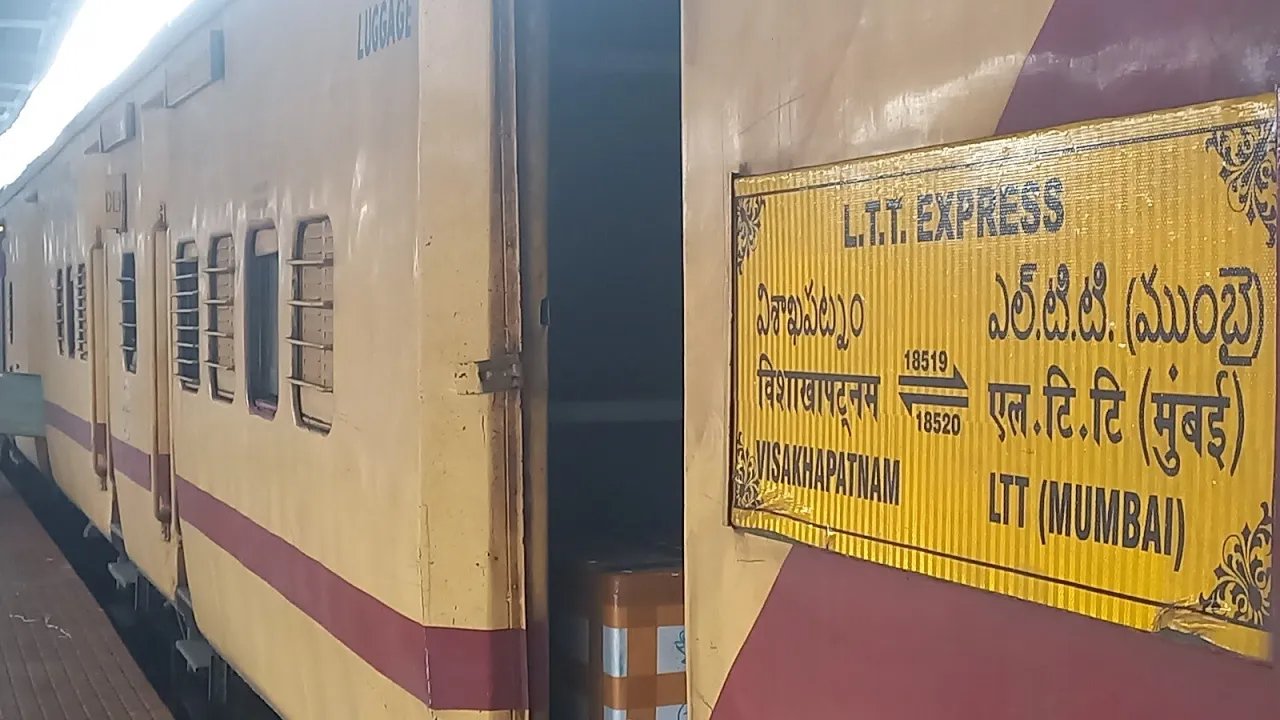 LUGGAGE
L.T.T. EXPRESS
విశాఖపట్నం
विशाखापट्नम
VISAKHAPATNAM
18519
18520
ఎల్.టి.టి. (ముంబై)
एल.टि.टि (मुंबई)
LTT (MUMBAI)